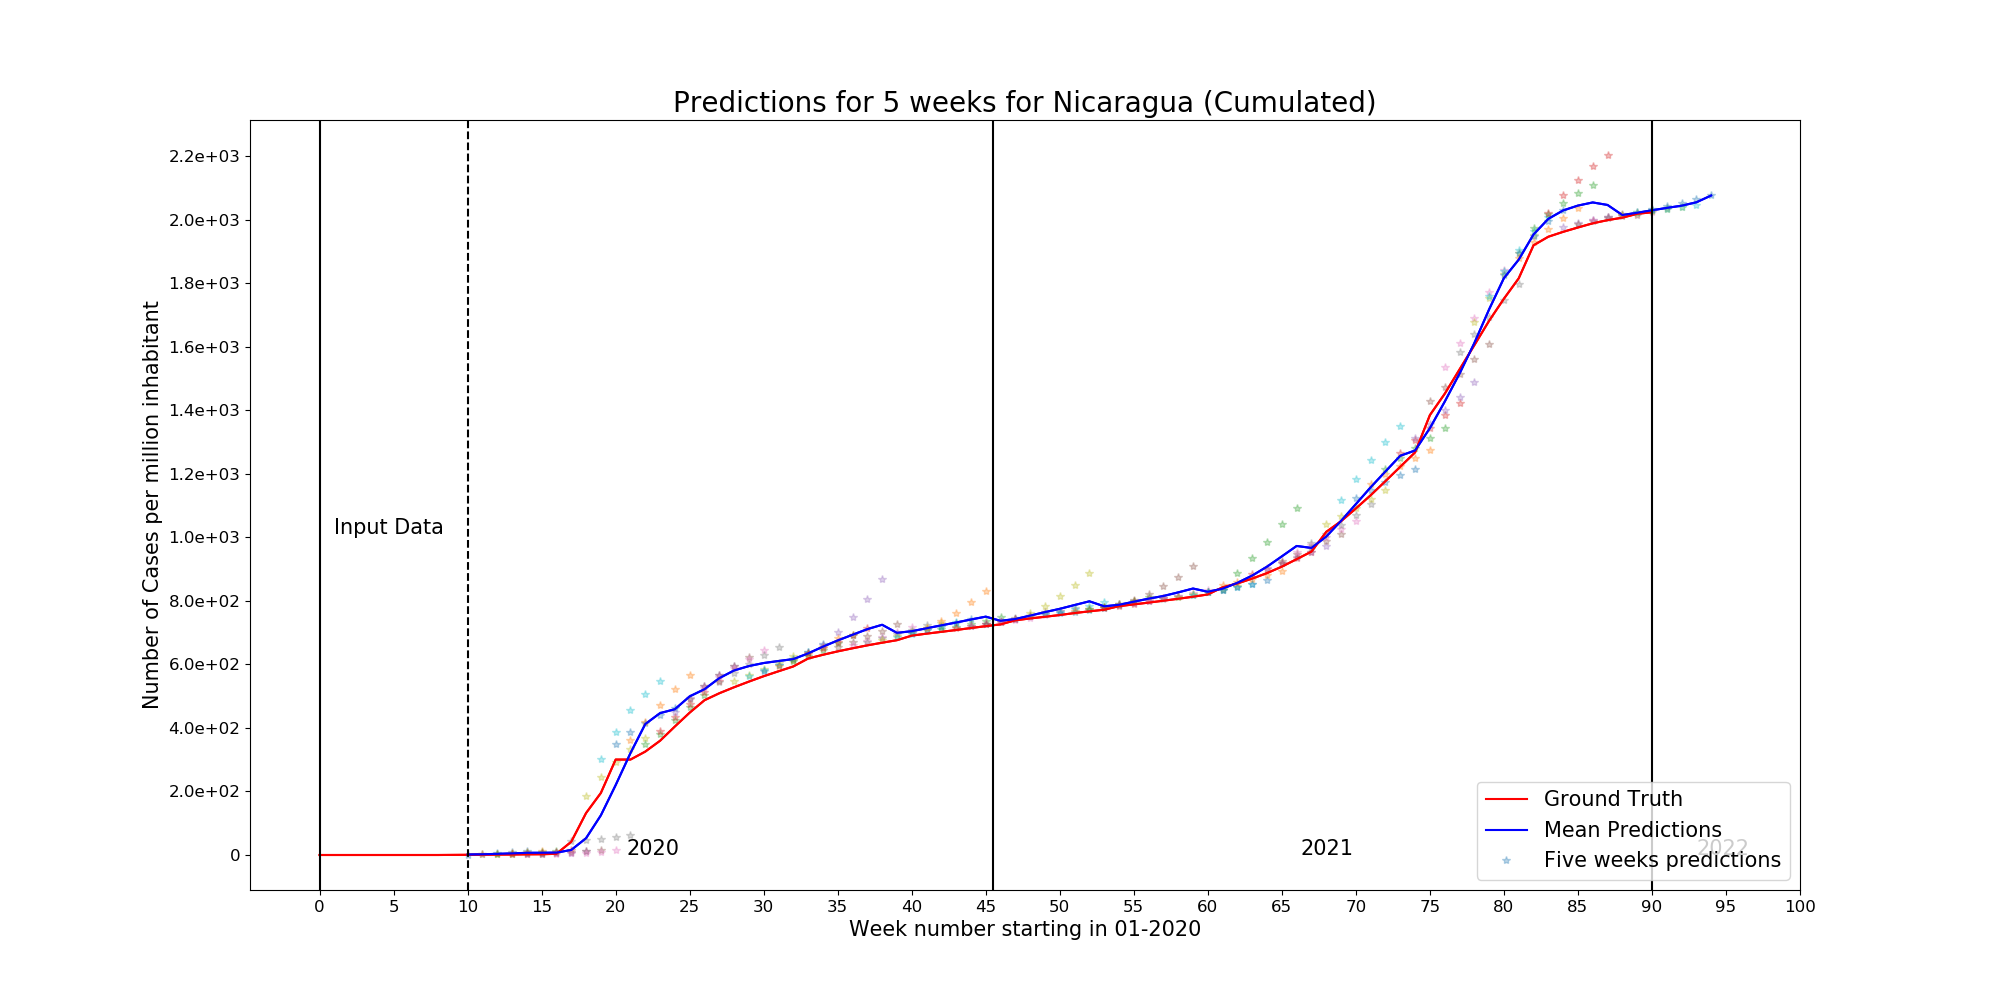 Predictions for 5 weeks for Nicaragua (Cumulated)
Number of Cases per million inhabitant
2.2e+03
2.0e+03
1.8e+03
1.6e+03
1.4e+03
1.2e+03
1.0e+03
8.0e+02
6.0e+02
4.0e+02
2.0e+02
0
Input Data
2020
2021
2022
Ground Truth
Mean Predictions
Five weeks predictions
0 5 10 15 20 25 30 35 40 45 50 55 60 65 70 75 80 85 90 95 100
Week number starting in 01-2020